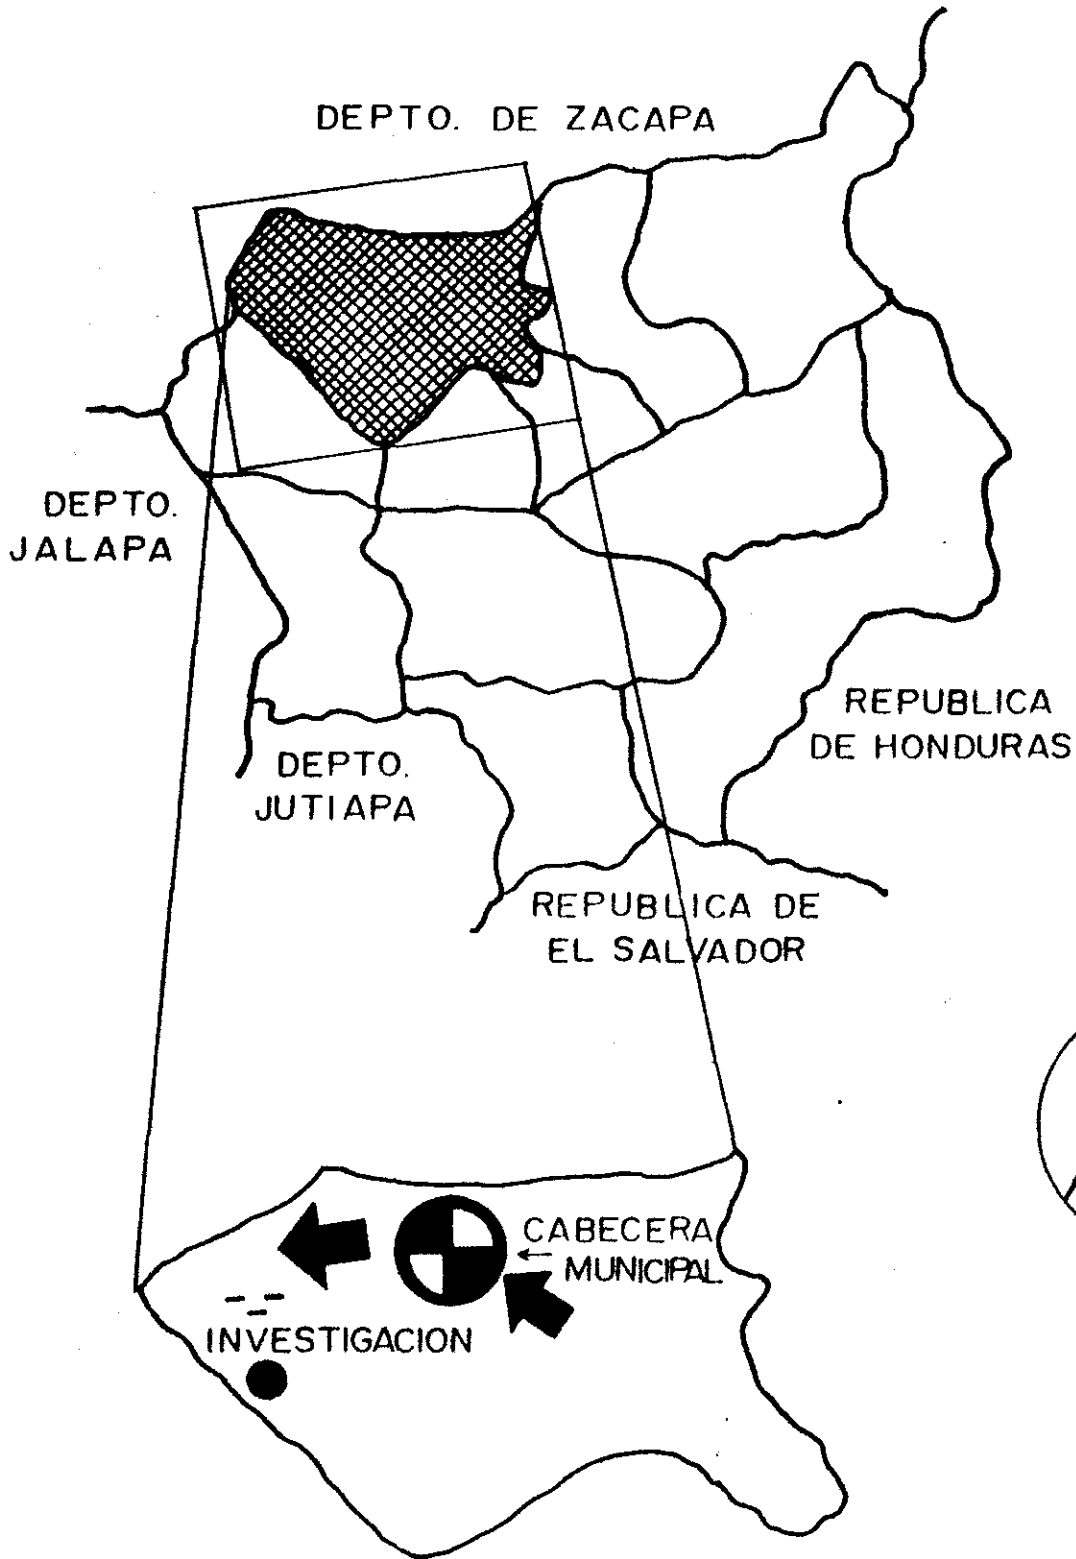 DEPTO. DE ZACAPA
DEPTO.
JALAPA
REPUBLICA
DE HONDURAS
DEPTO.
JUTIAPA
REPUBLICA DE
EL SALVADOR
CABECERA
MUNICIPAL
INVESTIGACION